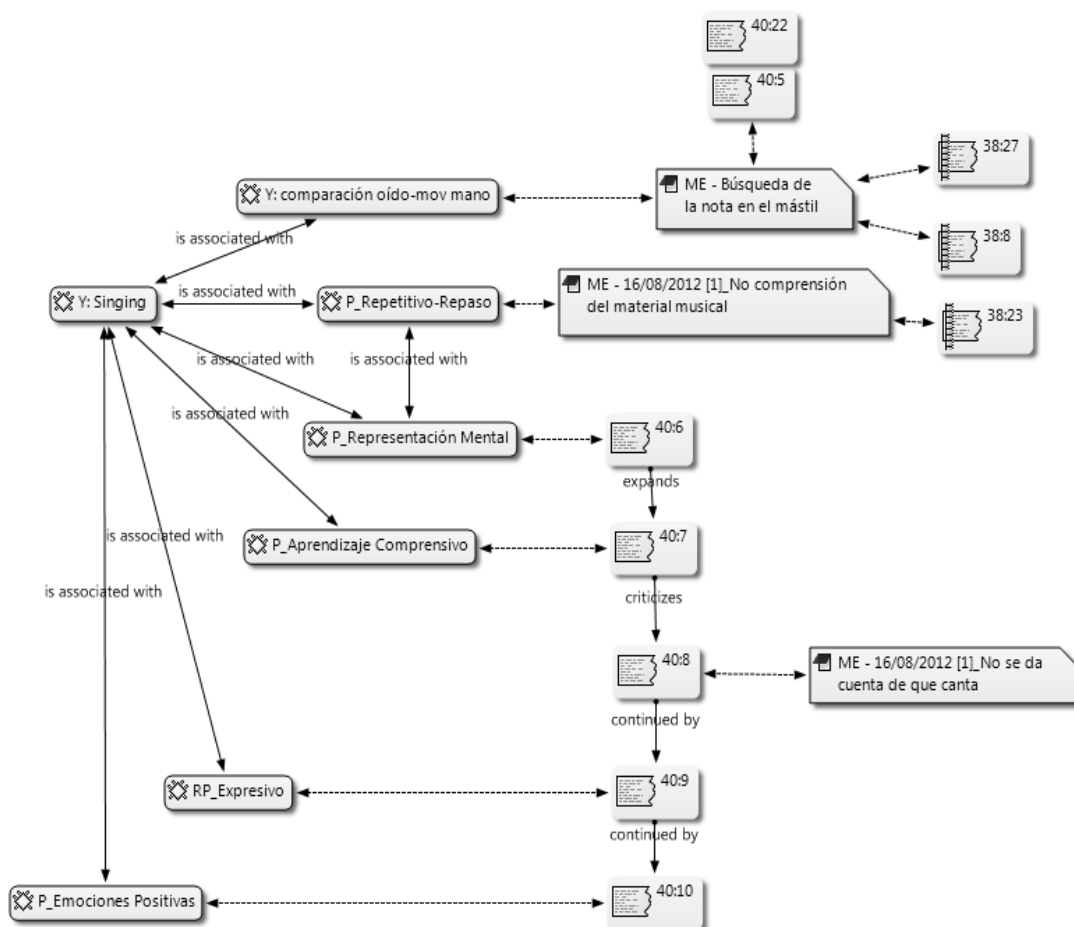 40:22
40:5
38:27
Y: comparación oído-mov mano
ME - Búsqueda de
la nota en el mástil
is associated with
38:8
Y: Singing
is associated with
P_Repetitivo-Repaso
ME - 16/08/2012 [1]_No comprensión
del material musical
38:23
is associated with
is associated with
is associated with
P_Representación Mental
40:6
expands
is associated with
P_Aprendizaje Comprensivo
40:7
is associated with
criticizes
40:8
ME - 16/08/2012 [1]_No se da
cuenta de que canta
continued by
RP_Expresivo
40:9
continued by
P_Emociones Positivas
40:10